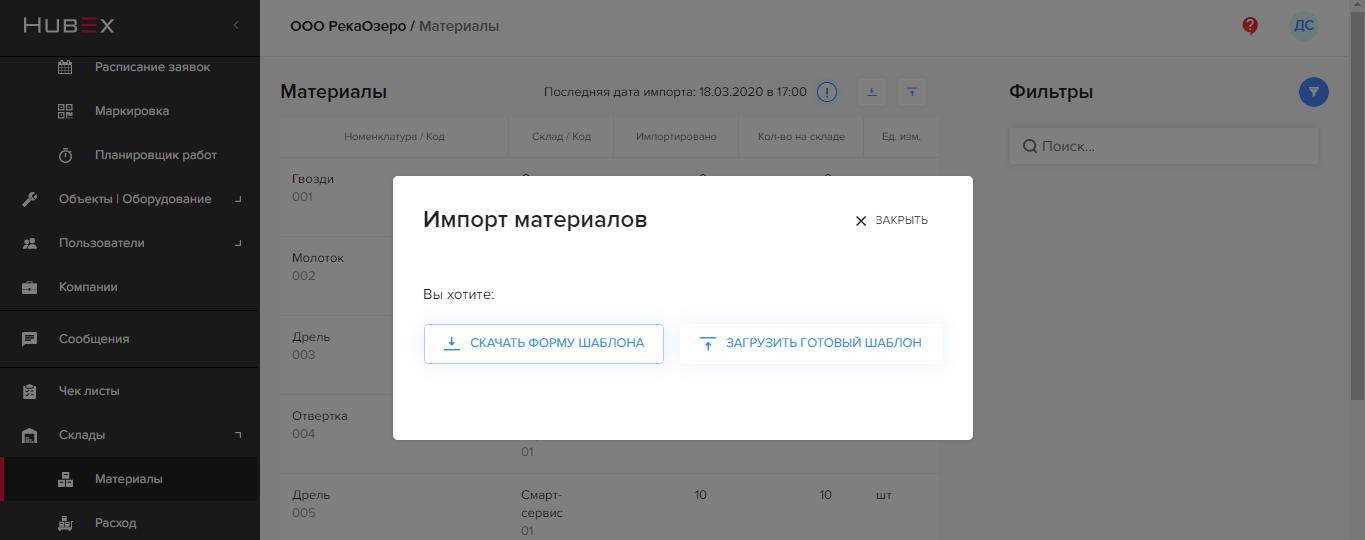 HUBEX
ООО РекаОзеро / Материалы
ДС
Расписание заявок
Маркировка
Планировщик работ
Объекты | Оборудование
Пользователи
Компании
Сообщения
Чек листы
Склады
Материалы
Расход
Материалы
Последняя дата импорта: 18.03.2020 в 17:00
Номенклатура / Код
Склад / Код
Импортировано
Кол-во на складе
Ед. изм.
Гвозди
001
Молоток
002
Дрель
003
Отвертка
004
01
Дрель
005
Смарт-
сервис
01
10
10
шт
Фильтры
Поиск...
Импорт материалов
ЗАКРЫТЬ
Вы хотите:
СКАЧАТЬ ФОРМУ ШАБЛОНА
ЗАГРУЗИТЬ ГОТОВЫЙ ШАБЛОН